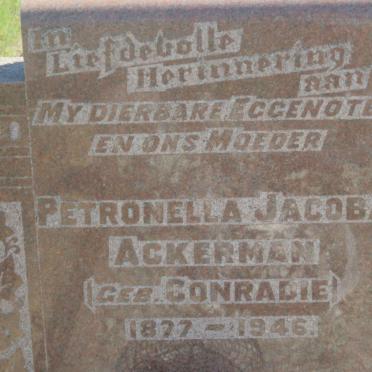 In
Liefdevolle
Herinnering
aan
MY DIERBARE EGGENOTE
EN ONS MOEDER
PETRONELLA JACOBA
ACKERMAN
(GEB. CONRADIE)
1877 – 1946.